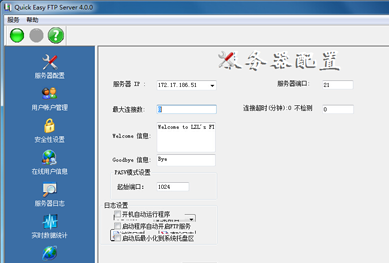 Quick Easy FTP Server 4.0.0
服务 帮助
服务器配置
服务器配置
用户帐户管理
安全性设置
在线用户信息
服务器日志
实时数据统计
服务器 IP : 172.17.186.51 服务器端口: 21
最大连接数: 连接超时(分钟):0 不检测 0
Welcome 信息: Welcome to LZL's FT
Goodbye 信息: Bye
PASV模式设置
起始端口: 1024
日志设置
开机自动运行程序
启动程序自动开启FTP服务
启动后最小化到系统托盘区